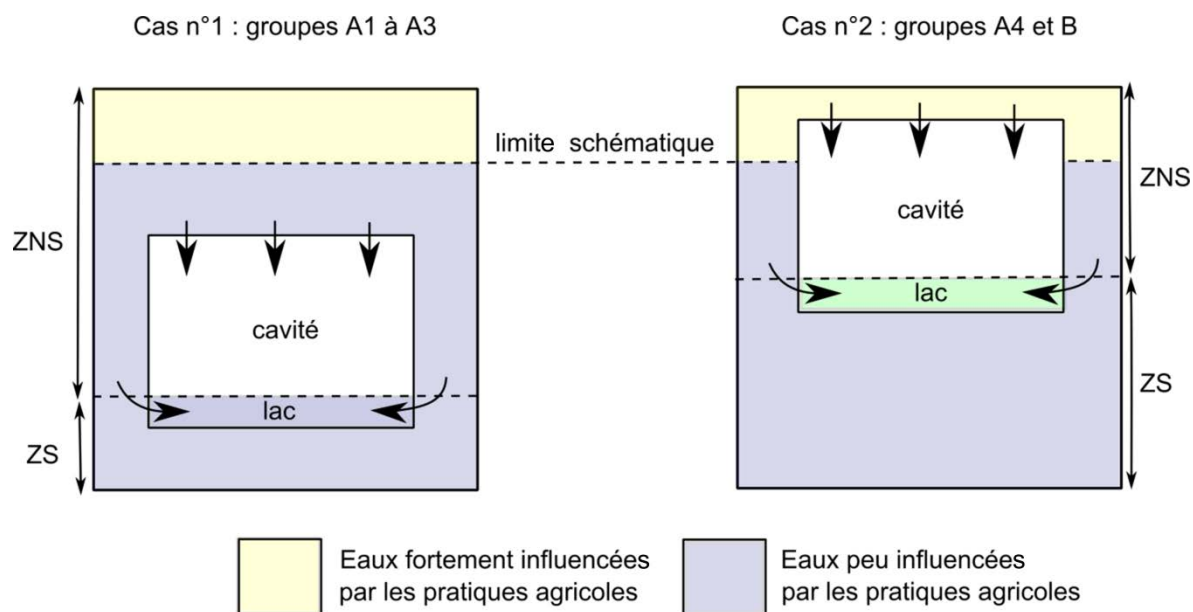 Cas n°1 : groupes A1 à A3
Cas n°2 : groupes A4 et B
limite schématique
ZNS
cavité
lac
ZS
cavité
ZNS
lac
ZS
Eaux fortement influencées
par les pratiques agricoles
Eaux peu influencées
par les pratiques agricoles